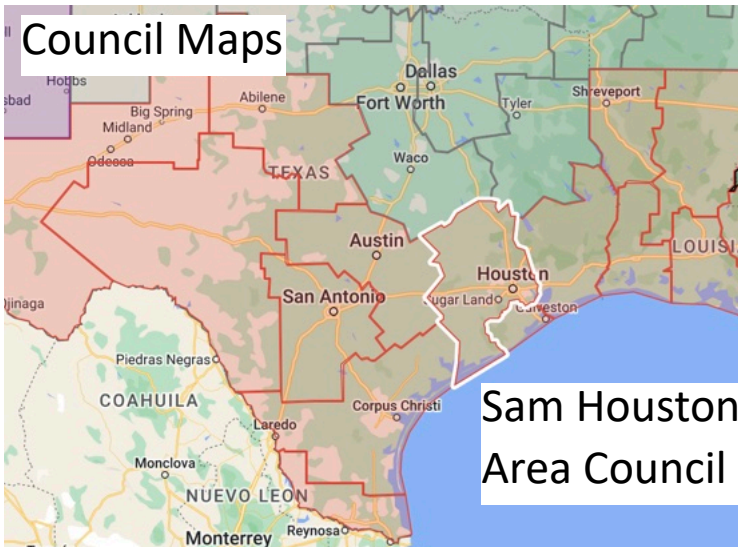 Council Maps
Hobbs
sbad
Big Spring
Midland
Odessa
Abilene
Dallas
Fort Worth
Tyler
Shreveport
Waco
TEXAS
Austin
San Antonio
Houston
Sugar Land
Galveston
LOUISI
Ojinaga
Piedras Negras
COAHUILA
Laredo
Corpus Christi
Monclova
NUEVO LEON
Monterrey
Reynosa
Sam Houston
Area Council